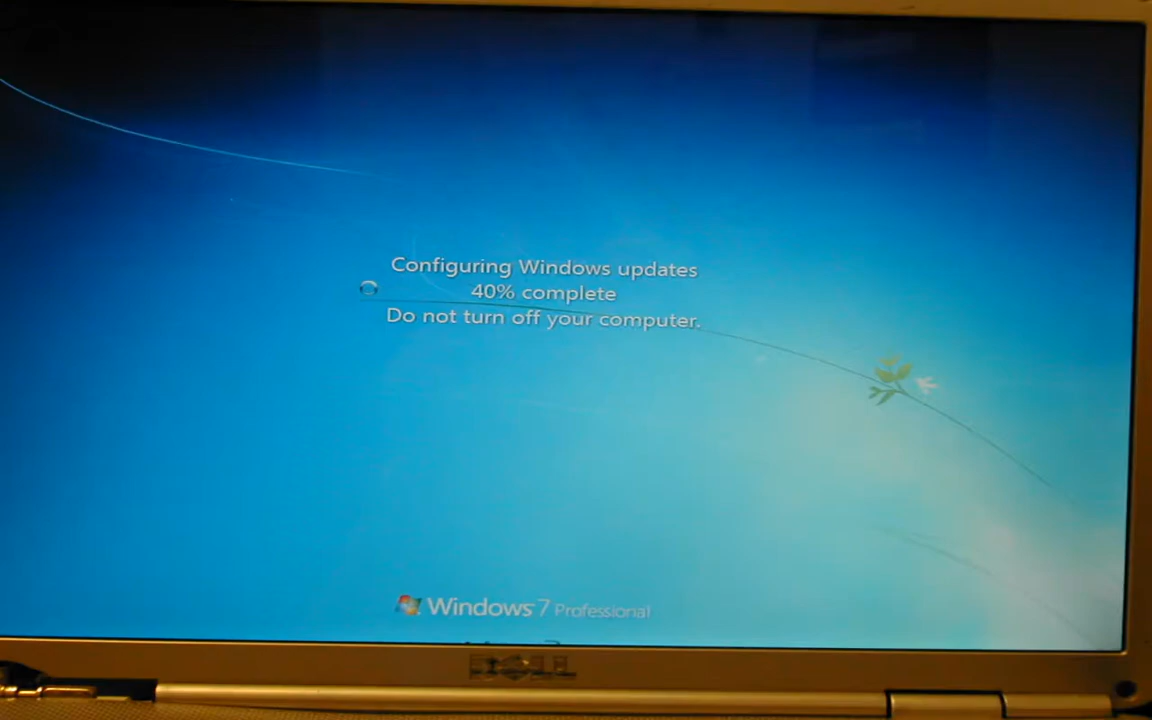 Configuring Windows updates
40% complete
Do not turn off your computer.
Windows 7 Professional
DELL